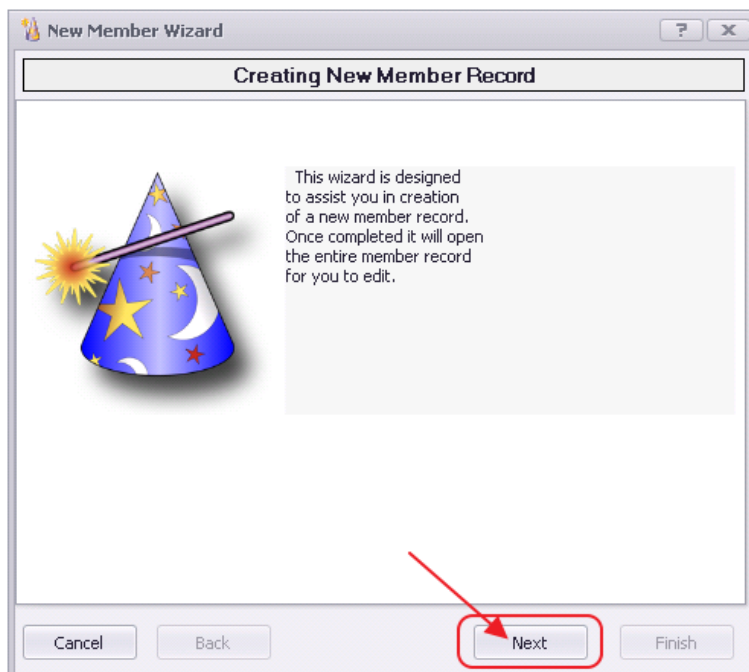 New Member Wizard
Creating New Member Record
This wizard is designed
to assist you in creation
of a new member record.
Once completed it will open
the entire member record
for you to edit.
Cancel Back Next Finish